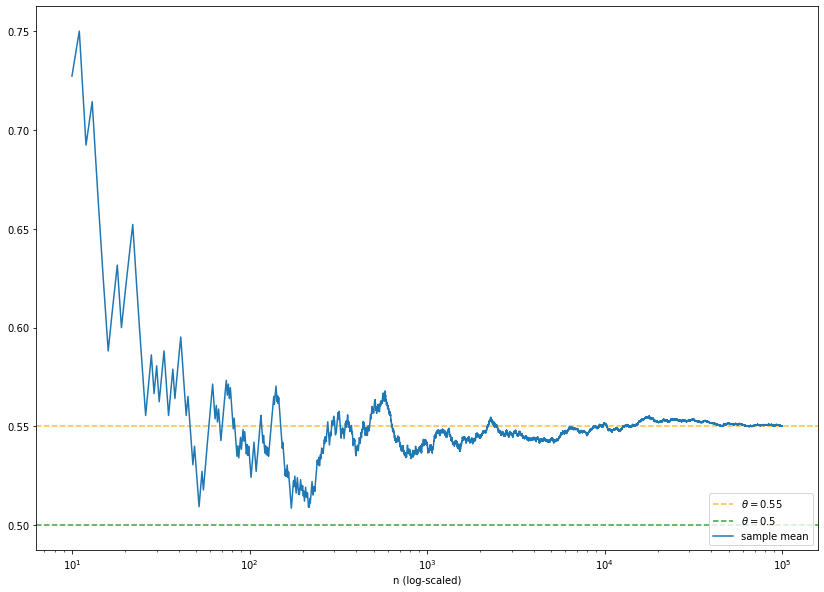 0.75
0.70
0.65
0.60
0.55
0.50
θ = 0.55
θ = 0.5
sample mean
10¹ 10² 10³ 10⁴ 10⁵
n (log-scaled)